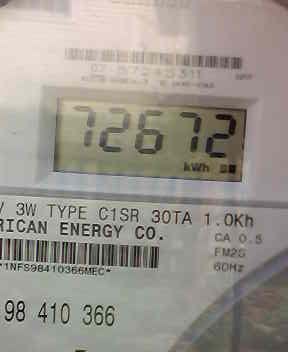 72672
kWh
V 3W TYPE C1SR 30TA 1.0Kh
RICAN ENERGY CO.
CA 0.5
FM2S
60Hz
*1NFS98410366MEC*
98 410 366